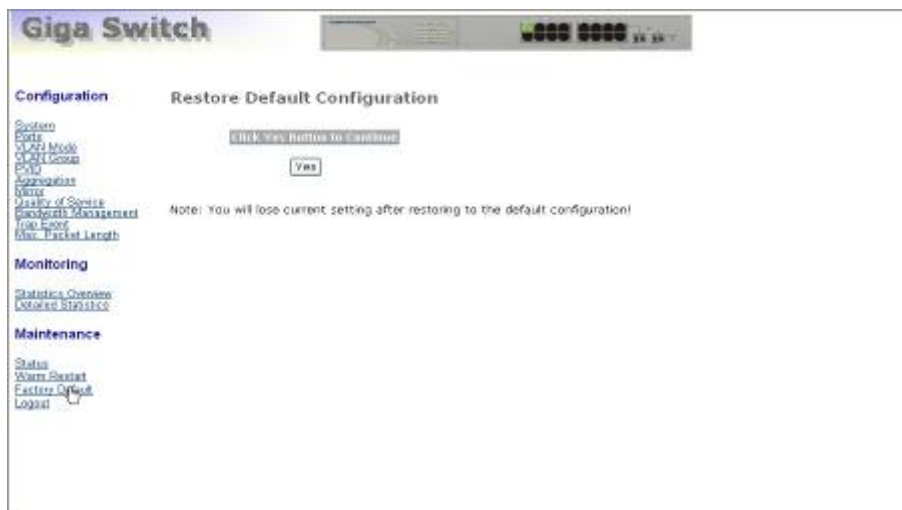 Giga Switch
Configuration
System
Ports
VLAN Mode
VLAN Group
PVID
Aggregation
Mirror
Quality of Service
Bandwidth Management
Trap Event
Max. Packet Length
Monitoring
Statistics Overview
Detailed Statistics
Maintenance
Status
Warm Restart
Factory Default
Logout
Restore Default Configuration
Click Yes Button to Continue
Yes
Note: You will lose current setting after restoring to the default configuration!